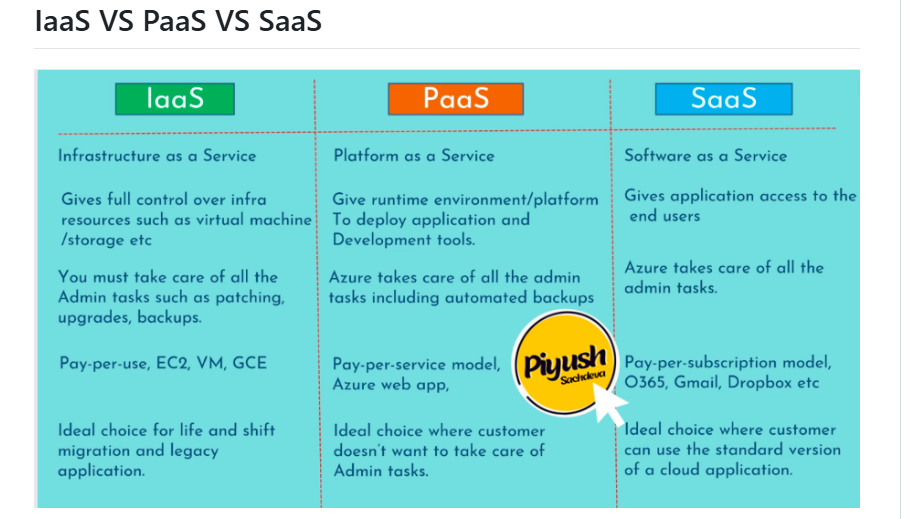 IaaS VS PaaS VS SaaS
IaaS
Infrastructure as a Service
Gives full control over infra
resources such as virtual machine
/storage etc
You must take care of all the
Admin tasks such as patching,
upgrades, backups.
Pay-per-use, EC2, VM, GCE
Ideal choice for life and shift
migration and legacy
application.
PaaS
Platform as a Service
Give runtime environment/platform
To deploy application and
Development tools.
Azure takes care of all the admin
tasks including automated backups
Pay-per-service model,
Azure web app,
Ideal choice where customer
doesn't want to take care of
Admin tasks.
Piyush
Sachdeva
SaaS
Software as a Service
Gives application access to the
end users
Azure takes care of all the
admin tasks.
Pay-per-subscription model,
O365, Gmail, Dropbox etc
Ideal choice where customer
can use the standard version
of a cloud application.